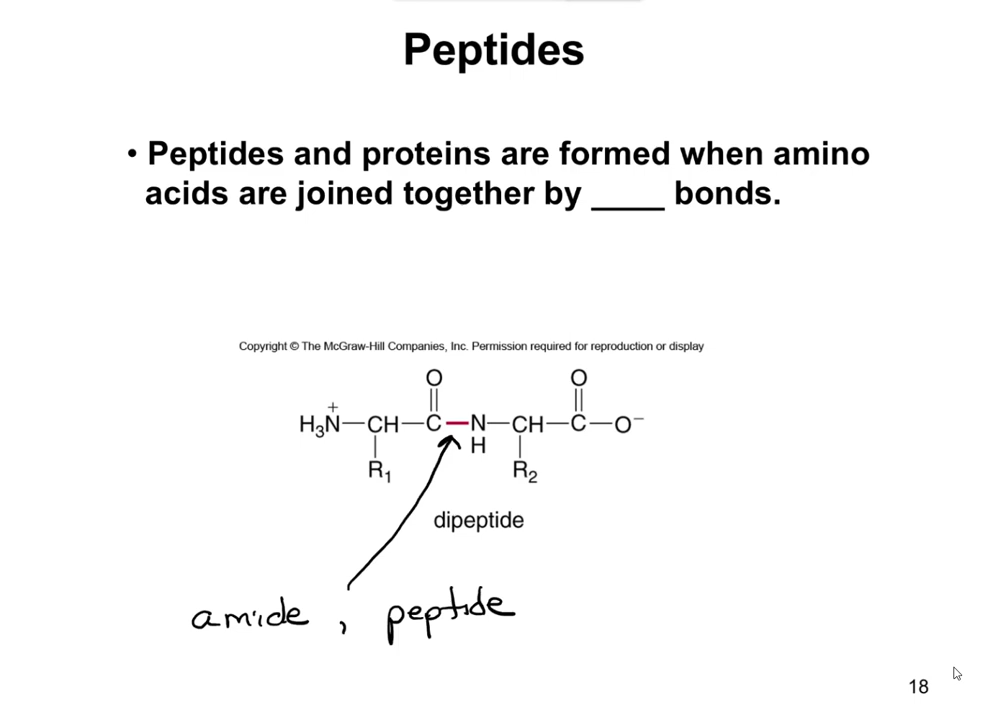 Peptides
• Peptides and proteins are formed when amino
acids are joined together by ____ bonds.
Copyright © The McGraw-Hill Companies, Inc. Permission required for reproduction or display
O O
+
H₃N—CH—C—N—CH—C—O⁻
H
R₁ R₂
dipeptide
amide , peptide
18